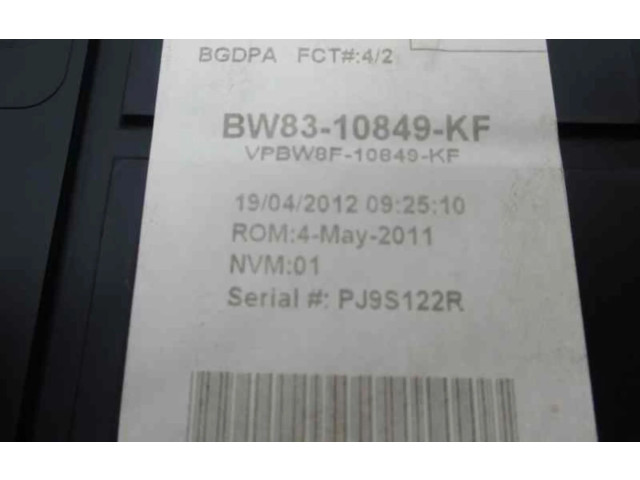 BGDPA FCT#:4/2
BW83-10849-KF
VPBW8F-10849-KF
19/04/2012 09:25:10
ROM:4-May-2011
NVM:01
Serial #: PJ9S122R